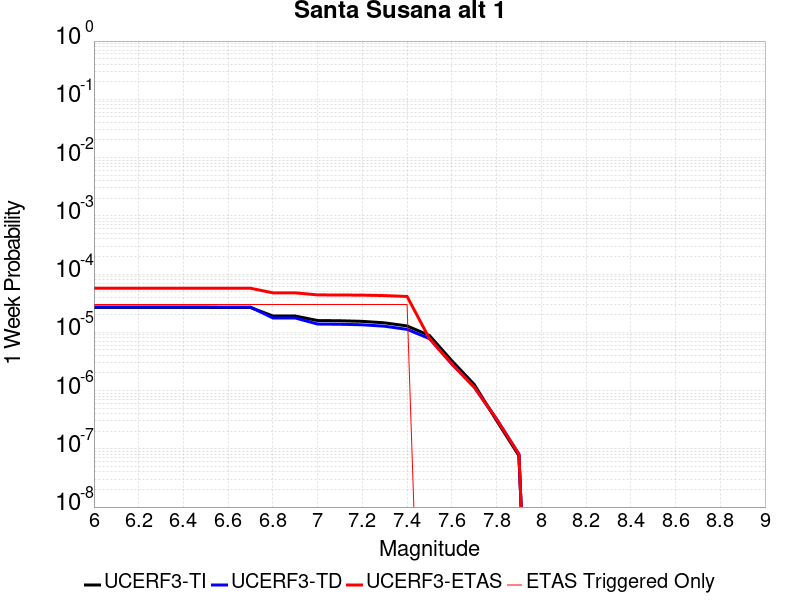 Santa Susana alt 1
1 Week Probability
10^0
10^-1
10^-2
10^-3
10^-4
10^-5
10^-6
10^-7
10^-8
6 6.2 6.4 6.6 6.8 7 7.2 7.4 7.6 7.8 8 8.2 8.4 8.6 8.8 9
Magnitude
UCERF3-TI UCERF3-TD UCERF3-ETAS ETAS Triggered Only